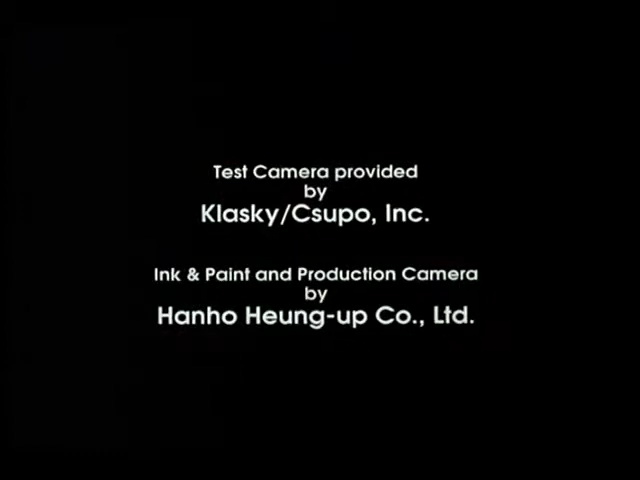 Test Camera provided
by
Klasky/Csupo, Inc.
Ink & Paint and Production Camera
by
Hanho Heung-up Co., Ltd.